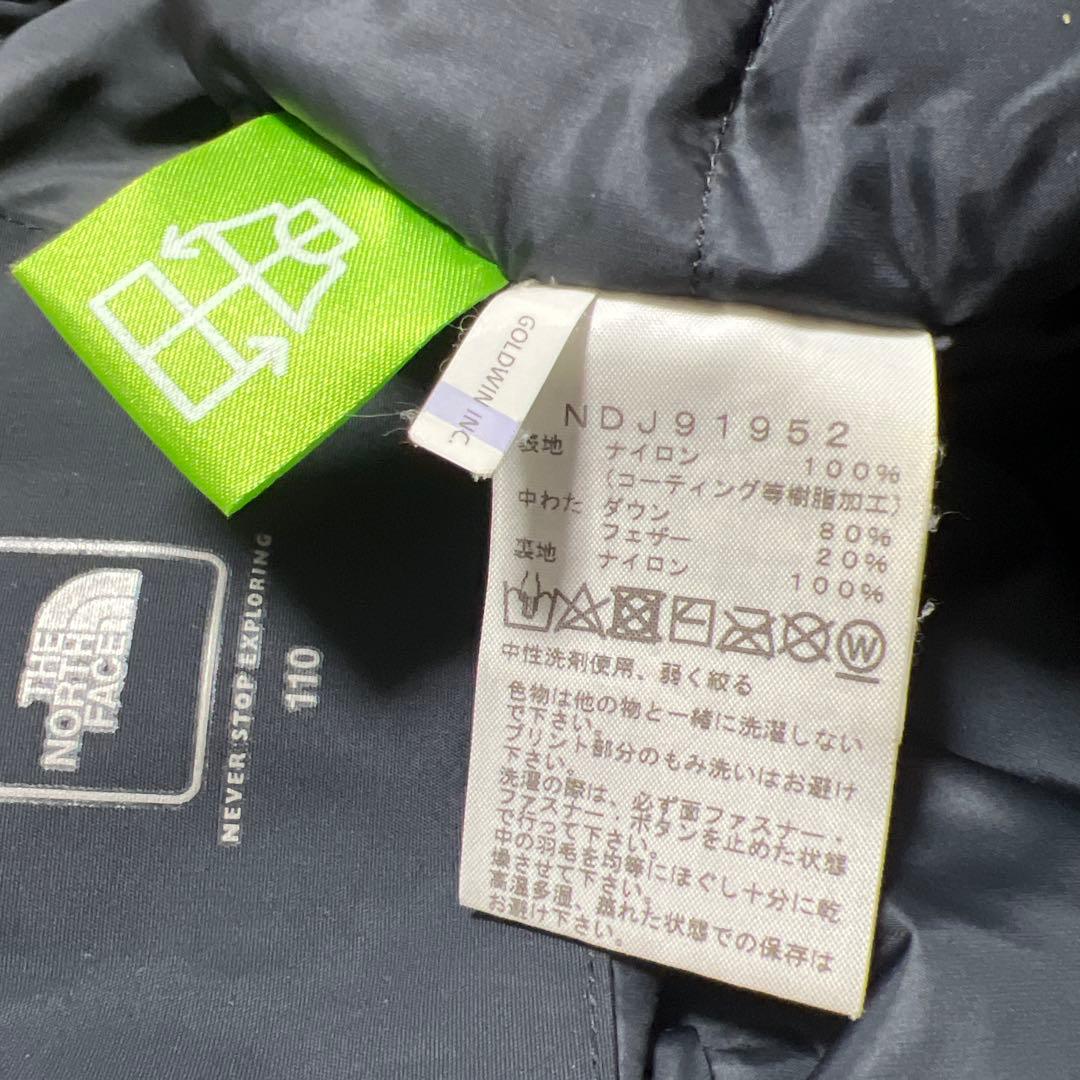 GOLDWIN INC.
NDJ91952
表地 ナイロン 100%
(コーティング等樹脂加工)
中わた ダウン 80%
フェザー 20%
裏地 ナイロン 100%
W
中性洗剤使用、弱く絞る
色物は他の物と一緒に洗濯しない
で下さい。
プリント部分のもみ洗いはお避け
下さい。
洗濯の際は、必ず面ファスナー・
ファスナー・ボタンを止めた状態
で行って下さい。
中の羽毛を均等にほぐし十分に乾
燥させて下さい。
高温多湿、蒸れた状態での保存は
お避け下さい。
THE
NORTH
FACE
NEVER STOP EXPLORING
110